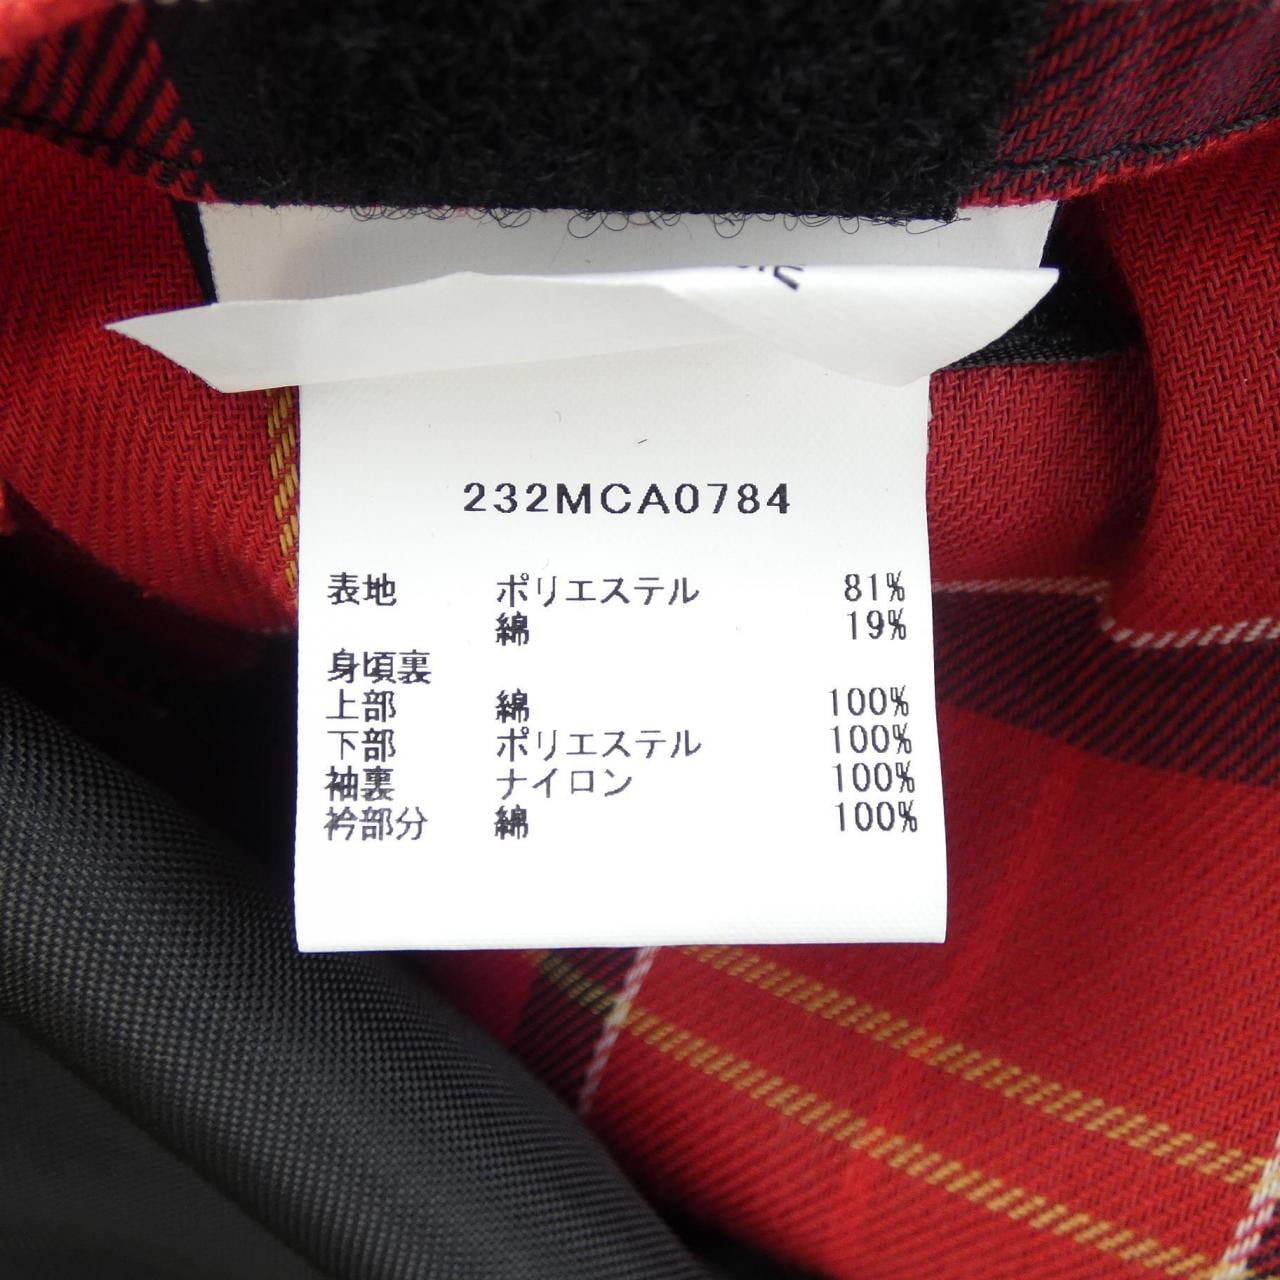 232MCA0784
表地 ポリエステル 81%
綿 19%
身頃裏
上部 綿 100%
下部 ポリエステル 100%
袖裏 ナイロン 100%
衿部分 綿 100%